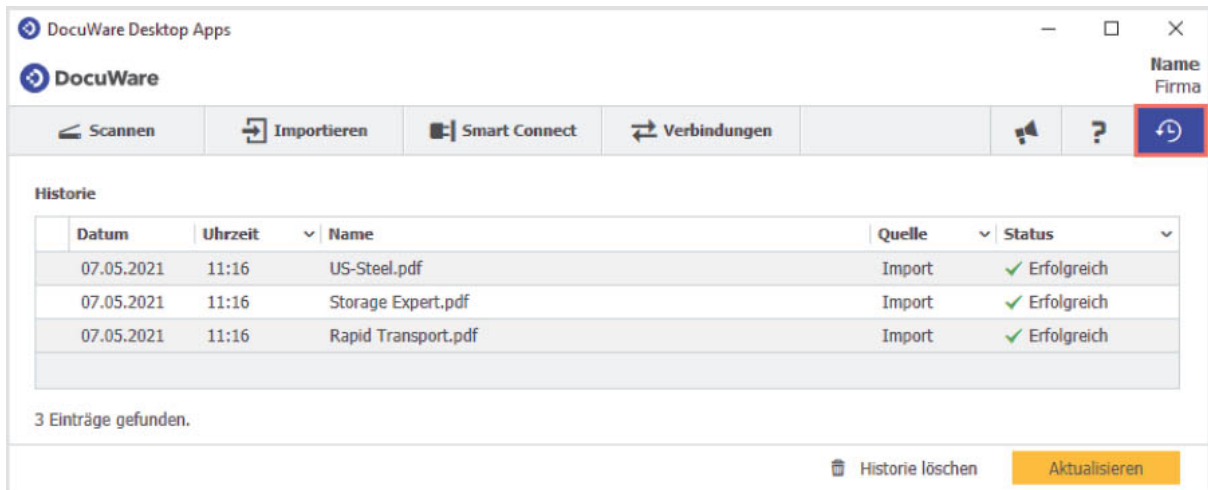 DocuWare Desktop Apps
DocuWare
Name
Firma
Scannen Importieren Smart Connect Verbindungen ?
Historie
Datum Uhrzeit Name Quelle Status
07.05.2021 11:16 US-Steel.pdf Import Erfolgreich
07.05.2021 11:16 Storage Expert.pdf Import Erfolgreich
07.05.2021 11:16 Rapid Transport.pdf Import Erfolgreich
3 Einträge gefunden.
Historie löschen Aktualisieren